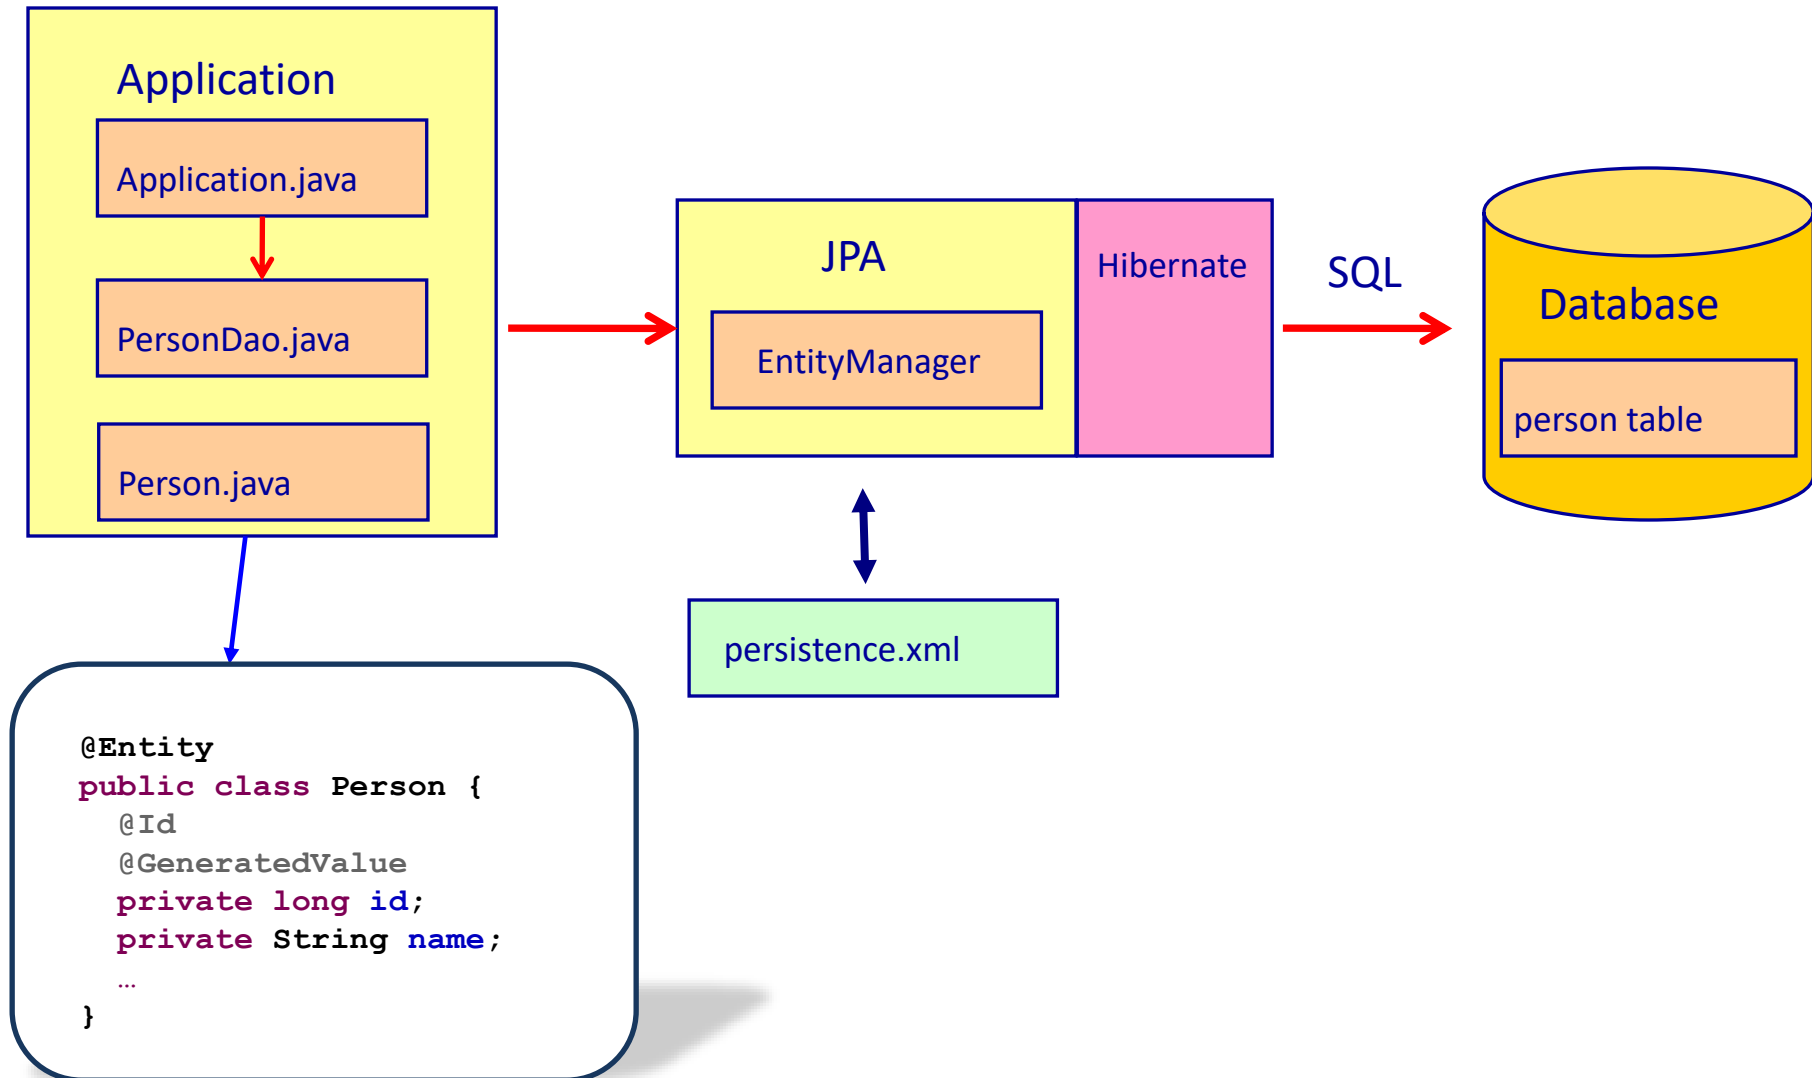 Application
Application.java
PersonDao.java
Person.java
JPA
EntityManager
Hibernate
SQL
Database
person table
persistence.xml
@Entity
public class Person {
@Id
@GeneratedValue
private long id;
private String name;
…
}